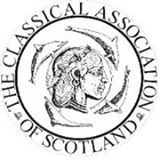 THE CLASSICAL ASSOCIATION
OF SCOTLAND